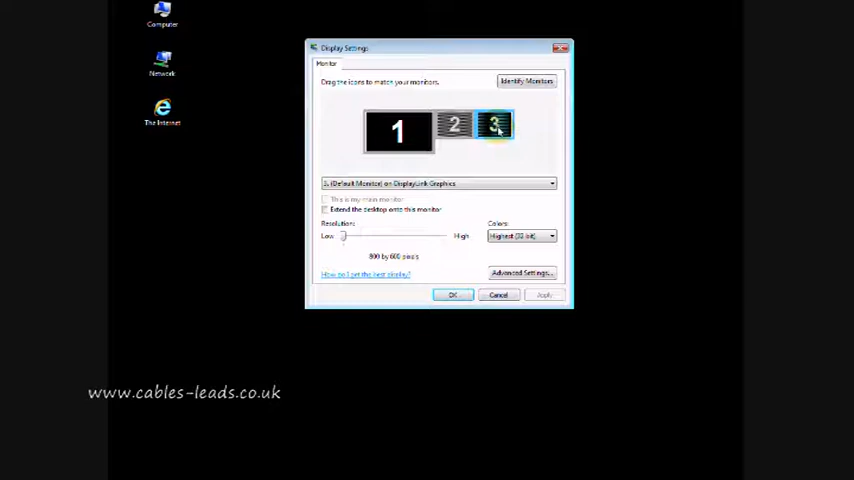 Computer
Network
The Internet
Display Settings
Monitor
Drag the icons to match your monitors.
Identify Monitors
1
2
3
3. (Default Monitor) on DisplayLink Graphics
This is my main monitor
Extend the desktop onto this monitor
Resolution:
Low
High
800 by 600 pixels
Colors:
Highest (32 bit)
How do I get the best display?
Advanced Settings...
OK
Cancel
Apply
www.cables-leads.co.uk